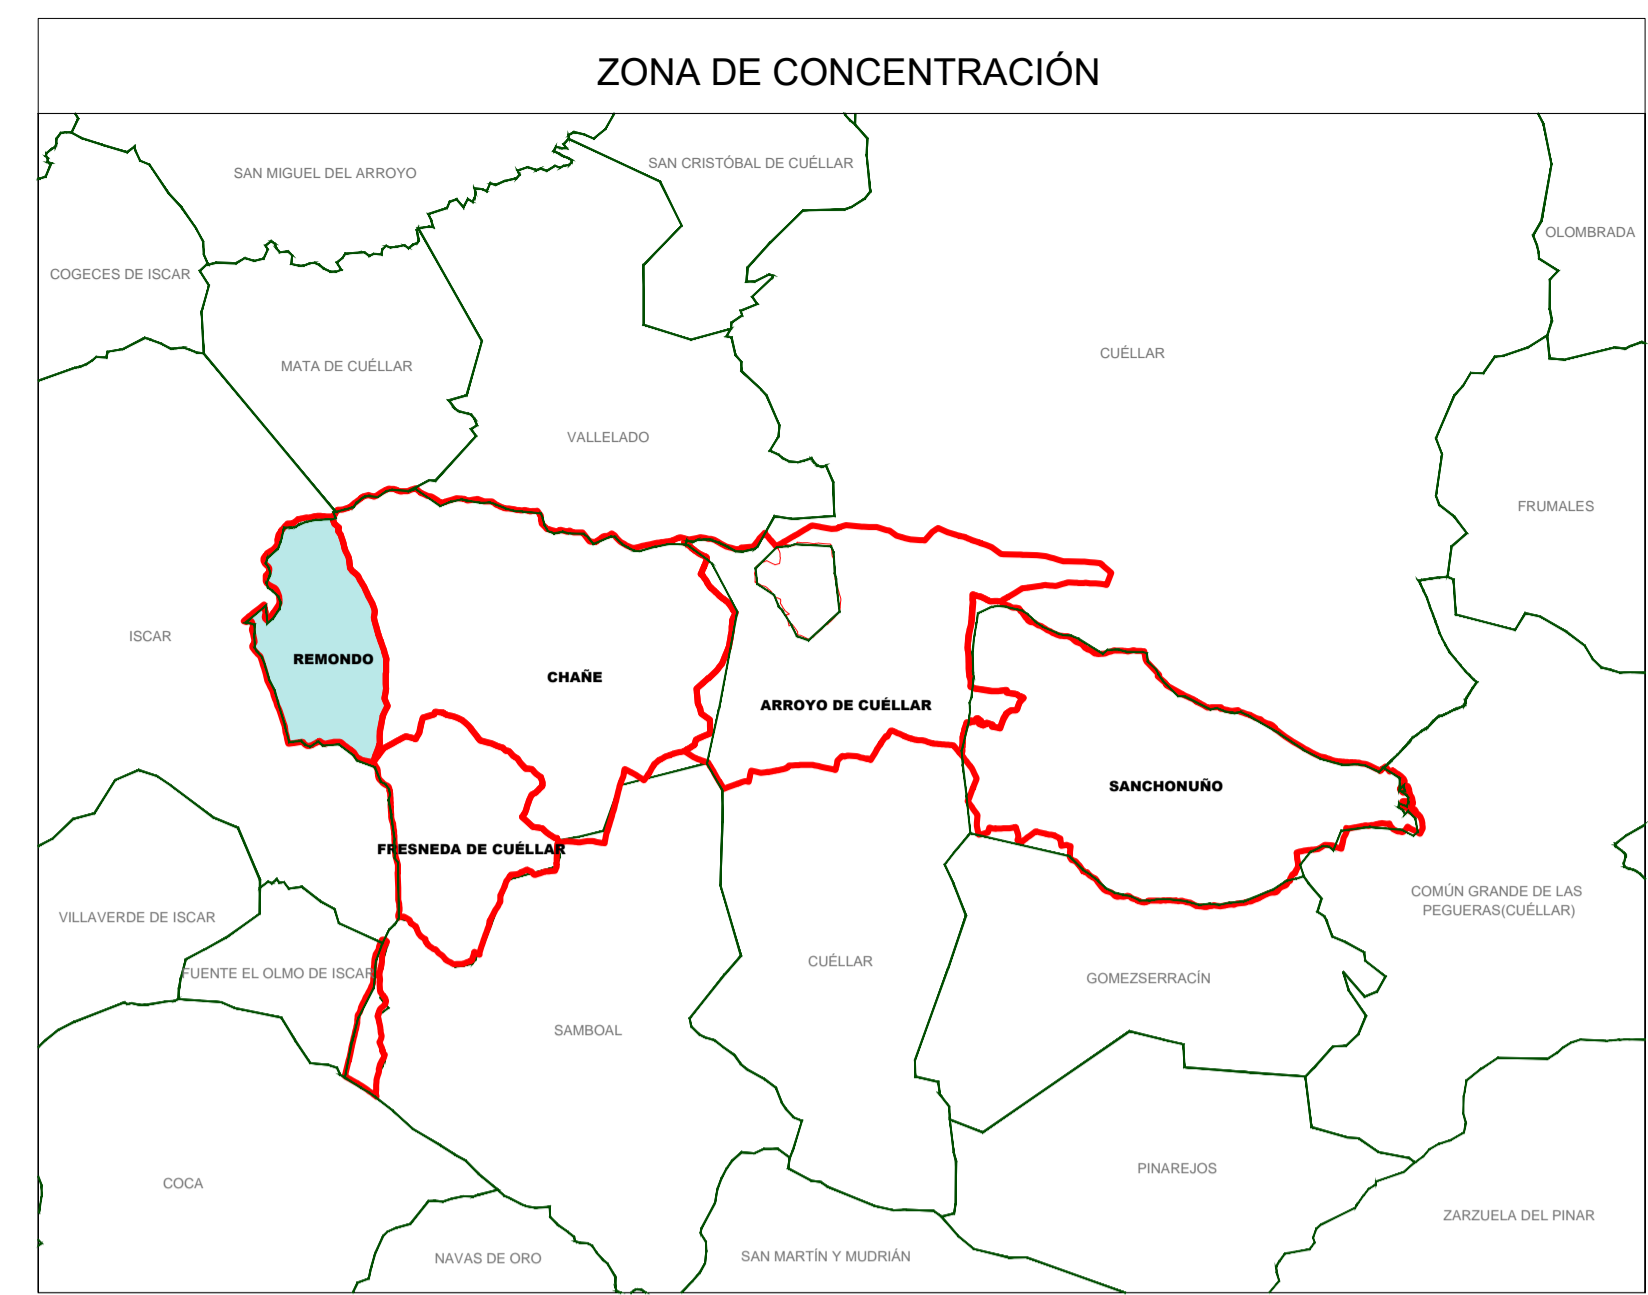 ZONA DE CONCENTRACIÓN
SAN MIGUEL DEL ARROYO
SAN CRISTÓBAL DE CUÉLLAR
OLOMBRADA
COGECES DE ISCAR
CUÉLLAR
MATA DE CUÉLLAR
VALLELADO
FRUMALES
ISCAR
REMONDO
CHAÑE
ARROYO DE CUÉLLAR
SANCHONUÑO
FRESNEDA DE CUÉLLAR
COMÚN GRANDE DE LAS
PEGUERAS(CUÉLLAR)
VILLAVERDE DE ISCAR
FUENTE EL OLMO DE ISCAR
CUÉLLAR
GOMEZSERRACÍN
SAMBOAL
COCA
PINAREJOS
ZARZUELA DEL PINAR
NAVAS DE ORO
SAN MARTÍN Y MUDRIÁN